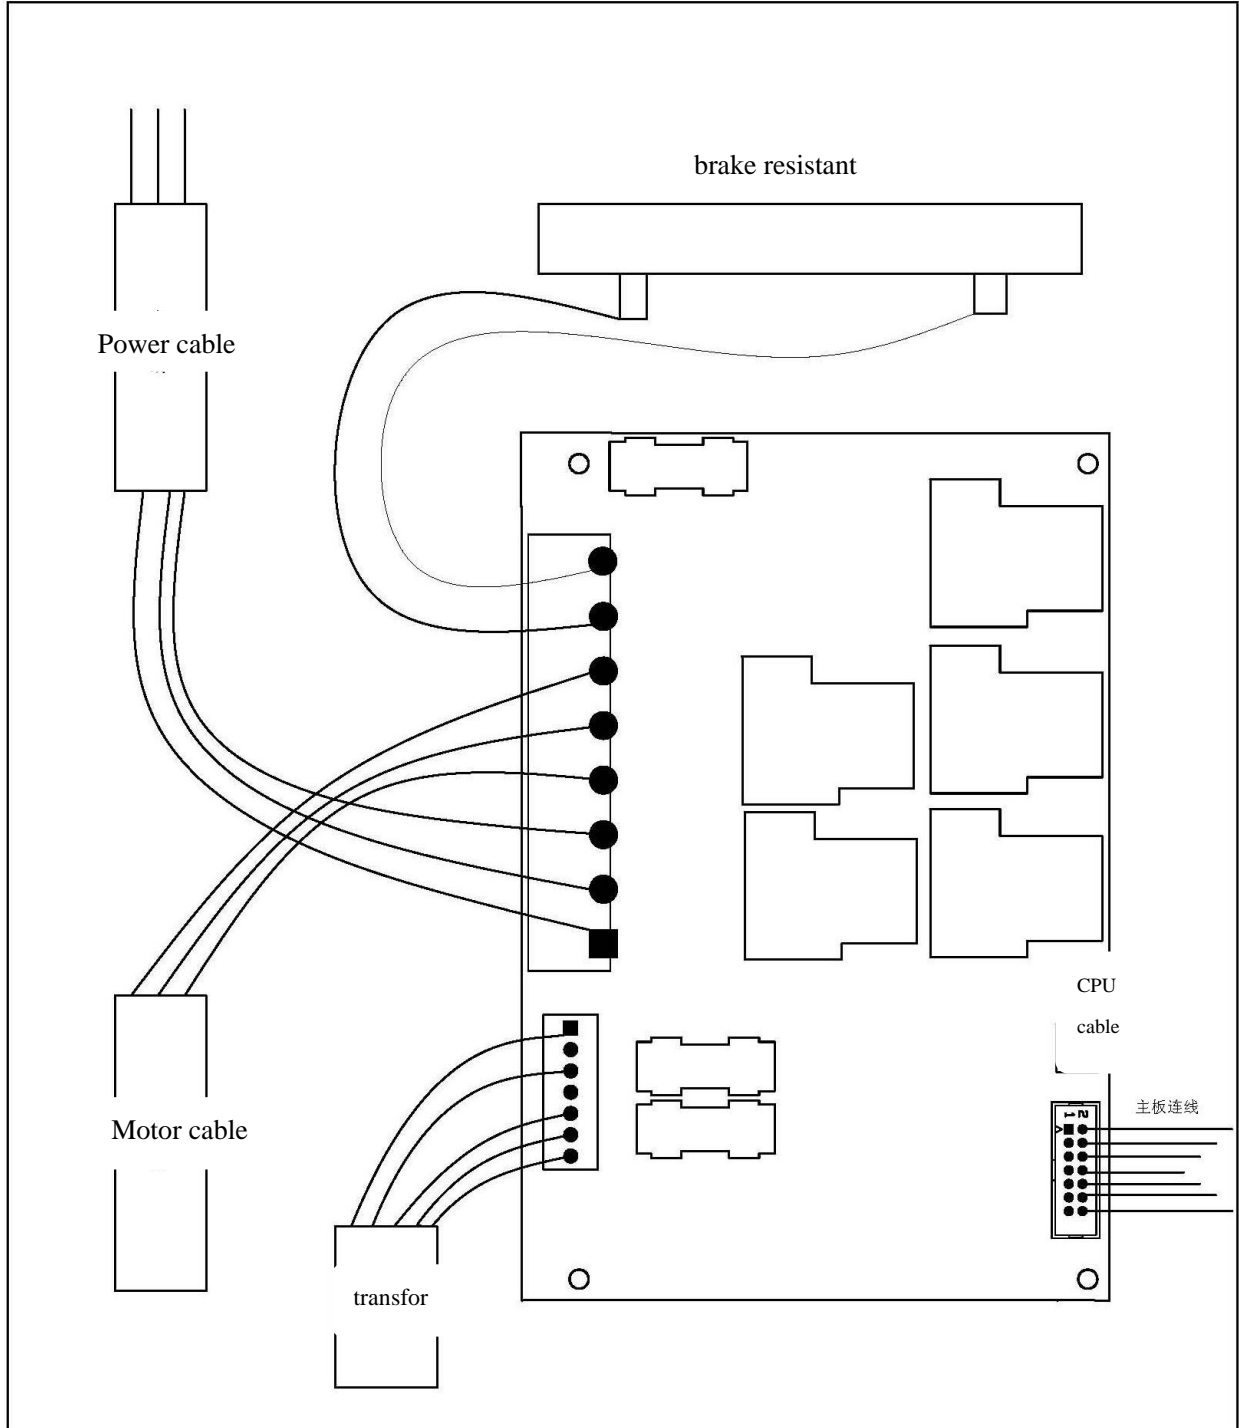 brake resistant
Power cable
CPU
cable
主板连线
1 2
Motor cable
transfor